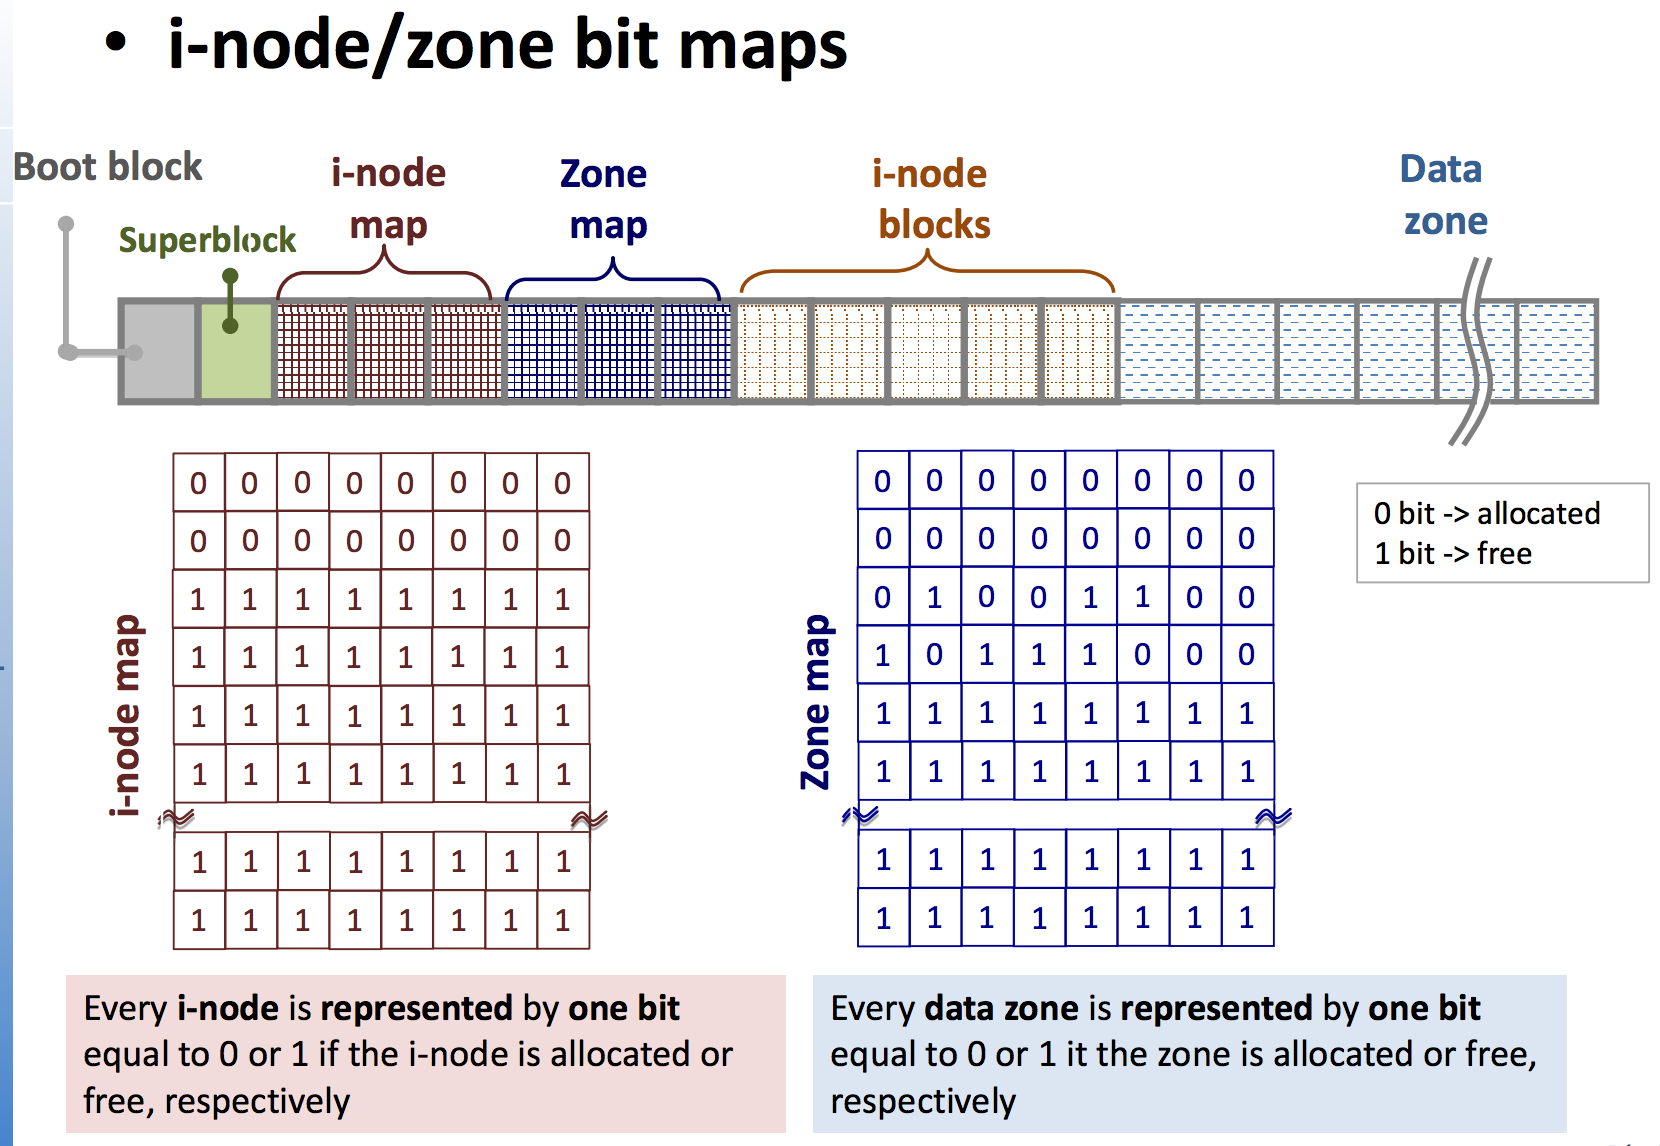 • i-node/zone bit maps
Boot block
Superblock
i-node
map
Zone
map
i-node
blocks
Data
zone
i-node map
0 0 0 0 0 0 0 0
0 0 0 0 0 0 0 0
1 1 1 1 1 1 1 1
1 1 1 1 1 1 1 1
1 1 1 1 1 1 1 1
1 1 1 1 1 1 1 1
1 1 1 1 1 1 1 1
1 1 1 1 1 1 1 1
Zone map
0 0 0 0 0 0 0 0
0 0 0 0 0 0 0 0
0 1 0 0 1 1 0 0
1 0 1 1 1 0 0 0
1 1 1 1 1 1 1 1
1 1 1 1 1 1 1 1
1 1 1 1 1 1 1 1
1 1 1 1 1 1 1 1
0 bit -> allocated
1 bit -> free
Every i-node is represented by one bit
equal to 0 or 1 if the i-node is allocated or
free, respectively
Every data zone is represented by one bit
equal to 0 or 1 it the zone is allocated or free,
respectively